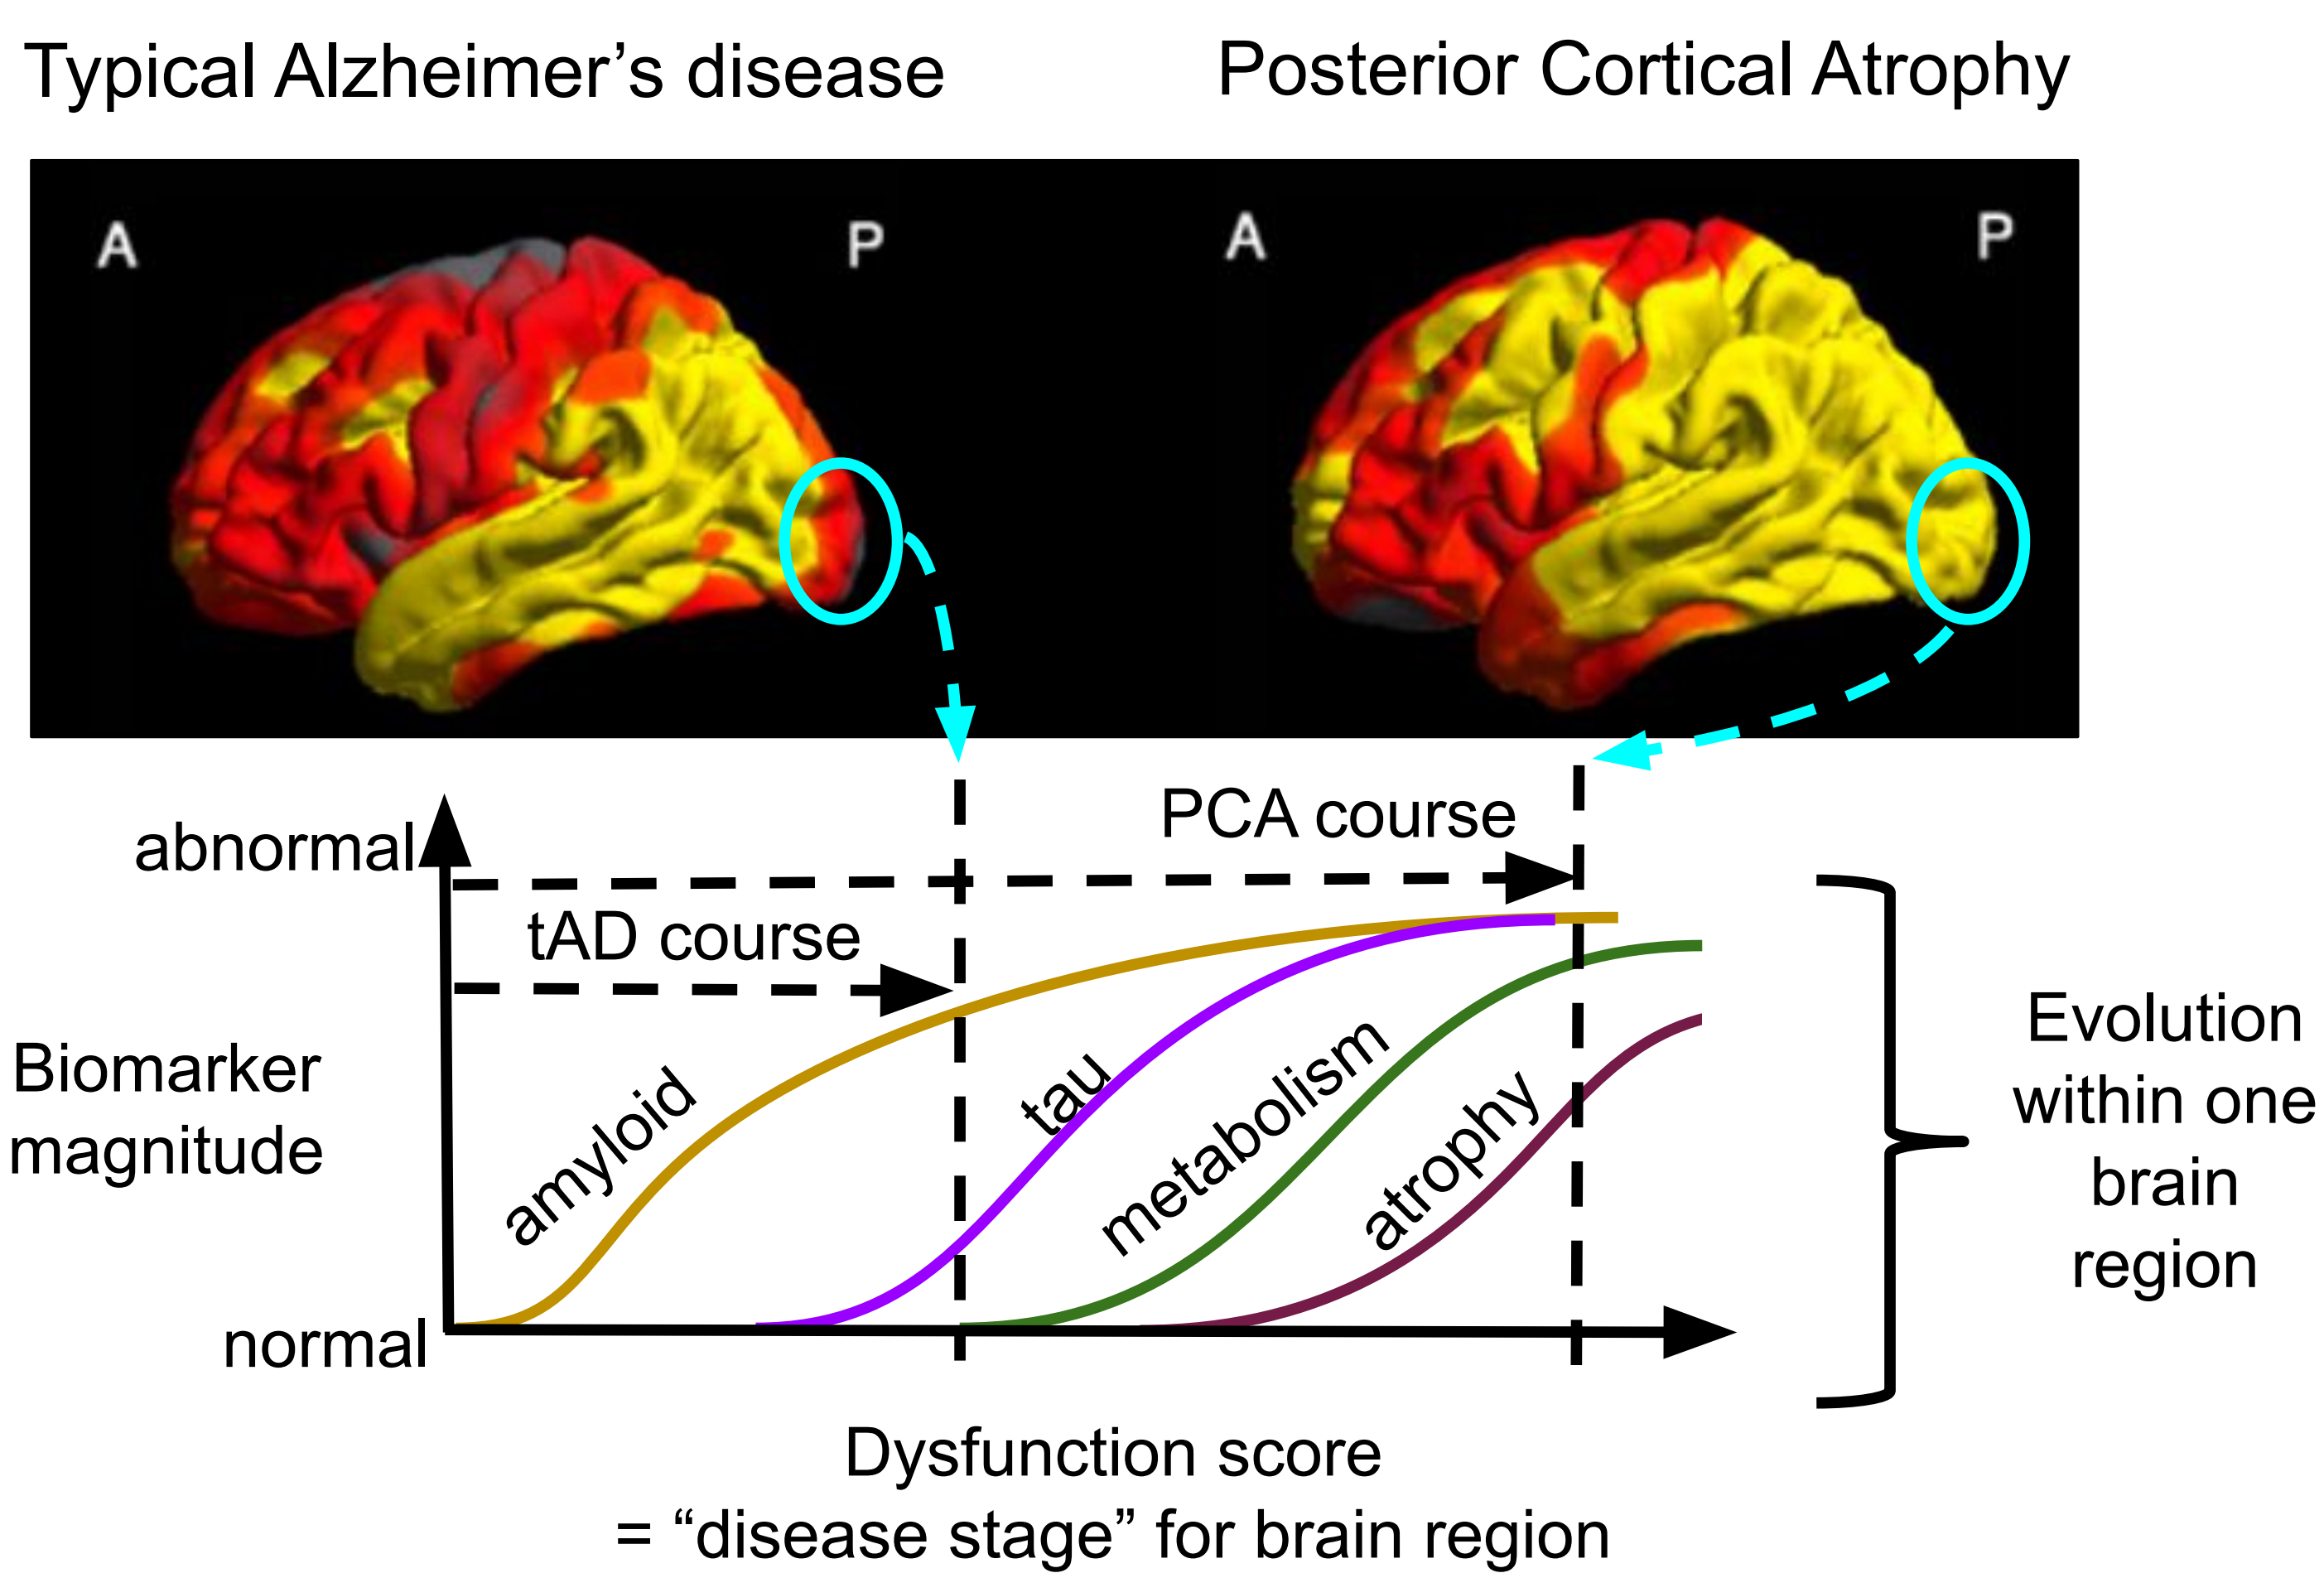 Typical Alzheimer’s disease
Posterior Cortical Atrophy
A
P
A
P
abnormal
PCA course
tAD course
Biomarker
magnitude
amyloid
tau
metabolism
atrophy
Evolution
within one
brain
region
normal
Dysfunction score
= “disease stage” for brain region